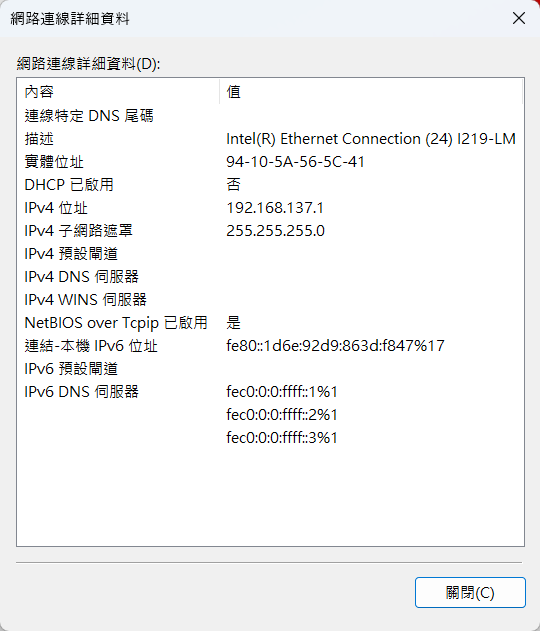 網路連線詳細資料
網路連線詳細資料(D):
內容 值
連線特定 DNS 尾碼
描述 Intel(R) Ethernet Connection (24) I219-LM
實體位址 94-10-5A-56-5C-41
DHCP 已啟用 否
IPv4 位址 192.168.137.1
IPv4 子網路遮罩 255.255.255.0
IPv4 預設閘道
IPv4 DNS 伺服器
IPv4 WINS 伺服器
NetBIOS over Tcpip 已啟用 是
連結-本機 IPv6 位址 fe80::1d6e:92d9:863d:f847%17
IPv6 預設閘道
IPv6 DNS 伺服器 fec0:0:0:ffff::1%1
fec0:0:0:ffff::2%1
fec0:0:0:ffff::3%1
關閉(C)